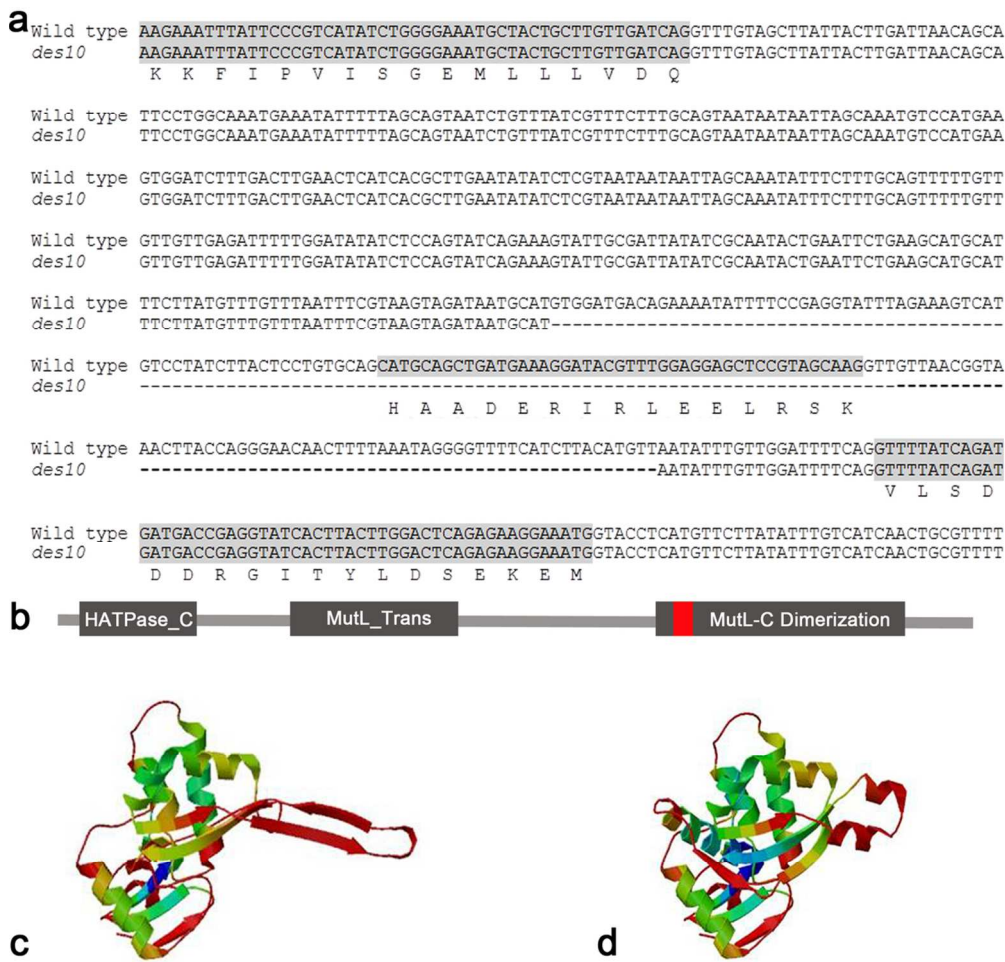 a
Wild type AAGAAATTTATTCCCGTCATATCTGGGGAAATGCTACTGCTTGTTGATCAGGTTTGTAGCTTATTACTTGATTAACAGCA
des10 AAGAAATTTATTCCCGTCATATCTGGGGAAATGCTACTGCTTGTTGATCAGGTTTGTAGCTTATTACTTGATTAACAGCA
K K F I P V I S G E M L L L V D Q
Wild type TTCCTGGCAAATGAAATATTTTTAGCAGTAATCTGTTTATCGTTTCTTTGCAGTAATAATAATTAGCAAATGTCCATGAA
des10 TTCCTGGCAAATGAAATATTTTTAGCAGTAATCTGTTTATCGTTTCTTTGCAGTAATAATAATTAGCAAATGTCCATGAA
Wild type GTGGATCTTTGACTTGAACTCATCACGCTTGAATATATCTCGTAATAATAATTAGCAAATATTTCTTTGCAGTTTTTGTT
des10 GTGGATCTTTGACTTGAACTCATCACGCTTGAATATATCTCGTAATAATAATTAGCAAATATTTCTTTGCAGTTTTTGTT
Wild type GTTGTTGAGATTTTTGGATATATCTCCAGTATCAGAAAGTATTGCGATTATATCGCAATACTGAATTCTGAAGCATGCAT
des10 GTTGTTGAGATTTTTGGATATATCTCCAGTATCAGAAAGTATTGCGATTATATCGCAATACTGAATTCTGAAGCATGCAT
Wild type TTCTTATGTTTGTTTAATTTCGTAAGTAGATAATGCATGTGGATGACAGAAAATATTTTCCGAGGTATTTAGAAAGTCAT
des10 TTCTTATGTTTGTTTAATTTCGTAAGTAGATAATGCAT------------------------------------------
Wild type GTCCTATCTTACTCCTGTGCAGCATGCAGCTGATGAAAGGATACGTTTGGAGGAGCTCCGTAGCAAGGTTGTTAACGGTA
des10 --------------------------------------------------------------------------------
H A A D E R I R L E E L R S K
Wild type AACTTACCAGGGAACAACTTTTAAATAGGGGTTTTCATCTTACATGTTAATATTTGTTGGATTTTCAGGTTTTATCAGAT
des10 ------------------------------------------------AATATTTGTTGGATTTTCAGGTTTTATCAGAT
V L S D
Wild type GATGACCGAGGTATCACTTACTTGGACTCAGAGAAGGAAATGGTACCTCATGTTCTTATATTTGTCATCAACTGCGTTTT
des10 GATGACCGAGGTATCACTTACTTGGACTCAGAGAAGGAAATGGTACCTCATGTTCTTATATTTGTCATCAACTGCGTTTT
D D R G I T Y L D S E K E M
b HATPase_C MutL_Trans MutL-C Dimerization
c d